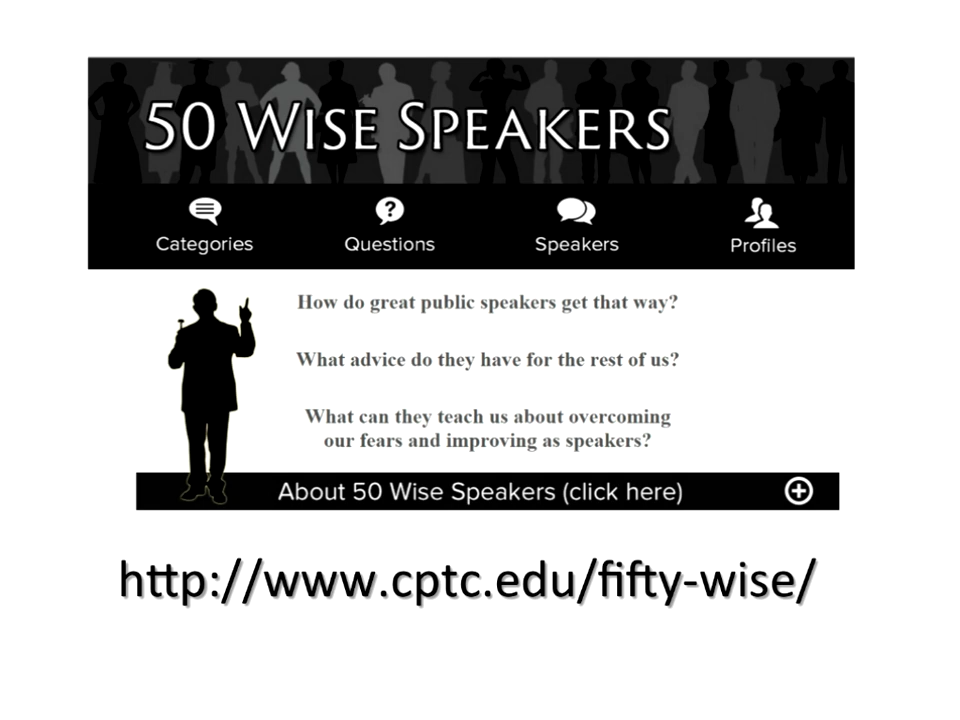 50 WISE SPEAKERS
Categories Questions Speakers Profiles
How do great public speakers get that way?
What advice do they have for the rest of us?
What can they teach us about overcoming
our fears and improving as speakers?
About 50 Wise Speakers (click here)
http://www.cptc.edu/fifty-wise/